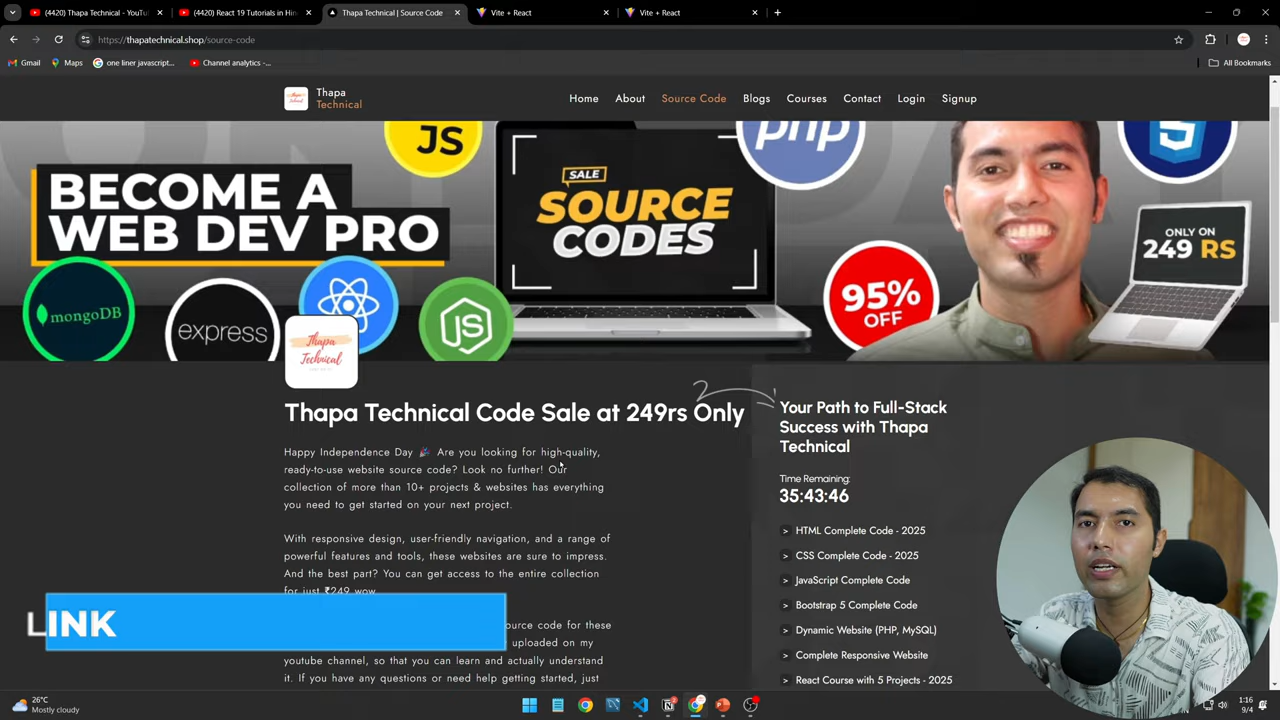 (4420) Thapa Technical - YouTu
(4420) React 19 Tutorials in Hin
Thapa Technical | Source Code
Vite + React
Vite + React
https://thapatechnical.shop/source-code
Gmail
Maps
one liner javascript...
Channel analytics -...
All Bookmarks
Thapa
Technical
Home
About
Source Code
Blogs
Courses
Contact
Login
Signup
BECOME A
WEB DEV PRO
JS
SALE
SOURCE
CODES
php
ONLY ON
249 RS
95%
OFF
mongoDB
express
JS
Thapa
Technical
Thapa Technical Code Sale at 249rs Only
Happy Independence Day 🎉 Are you looking for high-quality,
ready-to-use website source code? Look no further! Our
collection of more than 10+ projects & websites has everything
you need to get started on your next project.
With responsive design, user-friendly navigation, and a range of
powerful features and tools, these websites are sure to impress.
And the best part? You can get access to the entire collection
for just ₹249 wow
source code for these
uploaded on my
youtube channel, so that you can learn and actually understand
it. If you have any questions or need help getting started, just
Your Path to Full-Stack
Success with Thapa
Technical
Time Remaining:
35:43:46
> HTML Complete Code - 2025
> CSS Complete Code - 2025
> JavaScript Complete Code
> Bootstrap 5 Complete Code
> Dynamic Website (PHP, MySQL)
> Complete Responsive Website
> React Course with 5 Projects - 2025
LINK
26°C
Mostly cloudy
1:16
9/4